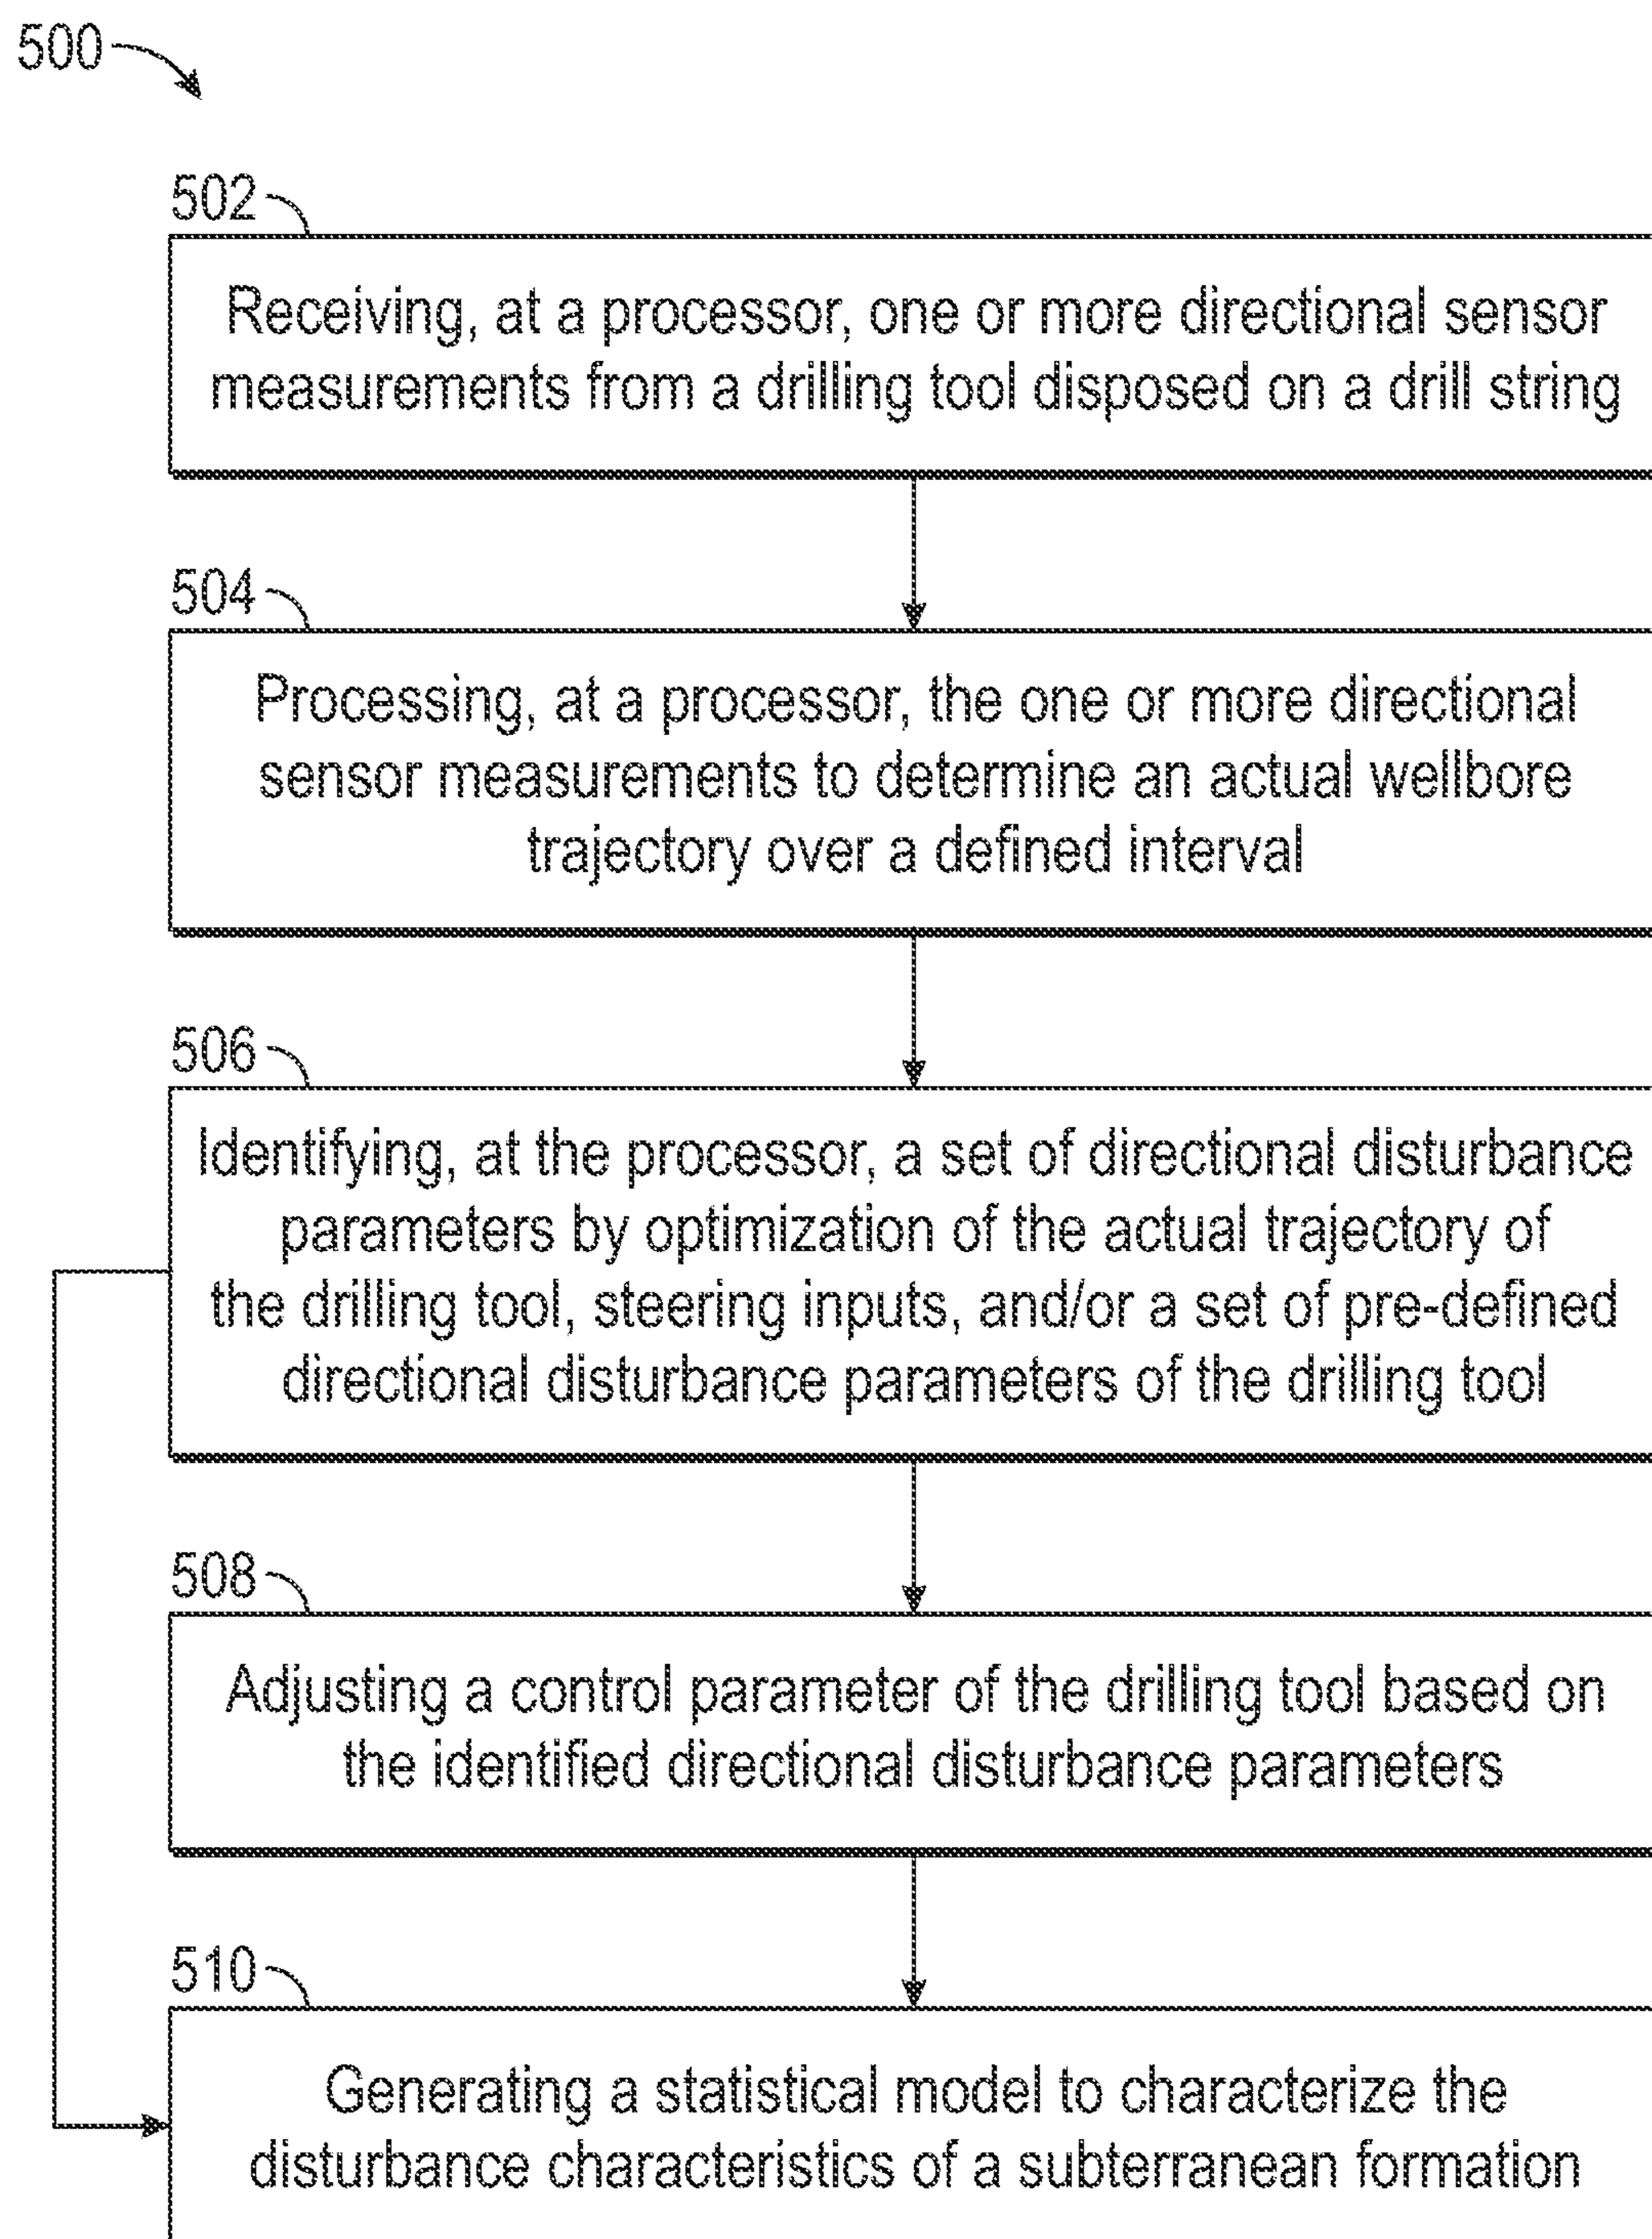 500
502
Receiving, at a processor, one or more directional sensor
measurements from a drilling tool disposed on a drill string
504
Processing, at a processor, the one or more directional
sensor measurements to determine an actual wellbore
trajectory over a defined interval
506
Identifying, at the processor, a set of directional disturbance
parameters by optimization of the actual trajectory of
the drilling tool, steering inputs, and/or a set of pre-defined
directional disturbance parameters of the drilling tool
508
Adjusting a control parameter of the drilling tool based on
the identified directional disturbance parameters
510
Generating a statistical model to characterize the
disturbance characteristics of a subterranean formation